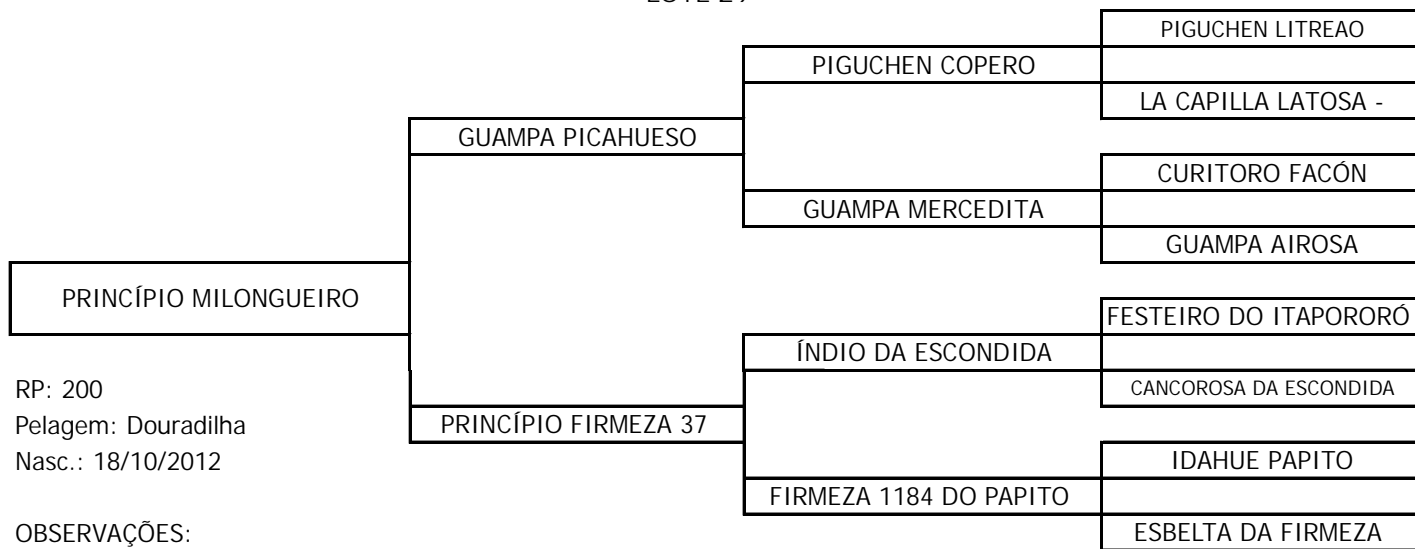 PIGUCHEN LITREAO
PIGUCHEN COPERO
LA CAPILLA LATOSA -
GUAMPA PICAHUESO
CURITORO FACÓN
GUAMPA MERCEDITA
GUAMPA AIROSA
PRINCÍPIO MILONGUEIRO
FESTEIRO DO ITAPORORÓ
ÍNDIO DA ESCONDIDA
CANCOROSA DA ESCONDIDA
RP: 200
PRINCÍPIO FIRMEZA 37
Pelagem: Douradilha
Nasc.: 18/10/2012
IDAHUE PAPITO
FIRMEZA 1184 DO PAPITO
OBSERVAÇÕES:
ESBELTA DA FIRMEZA